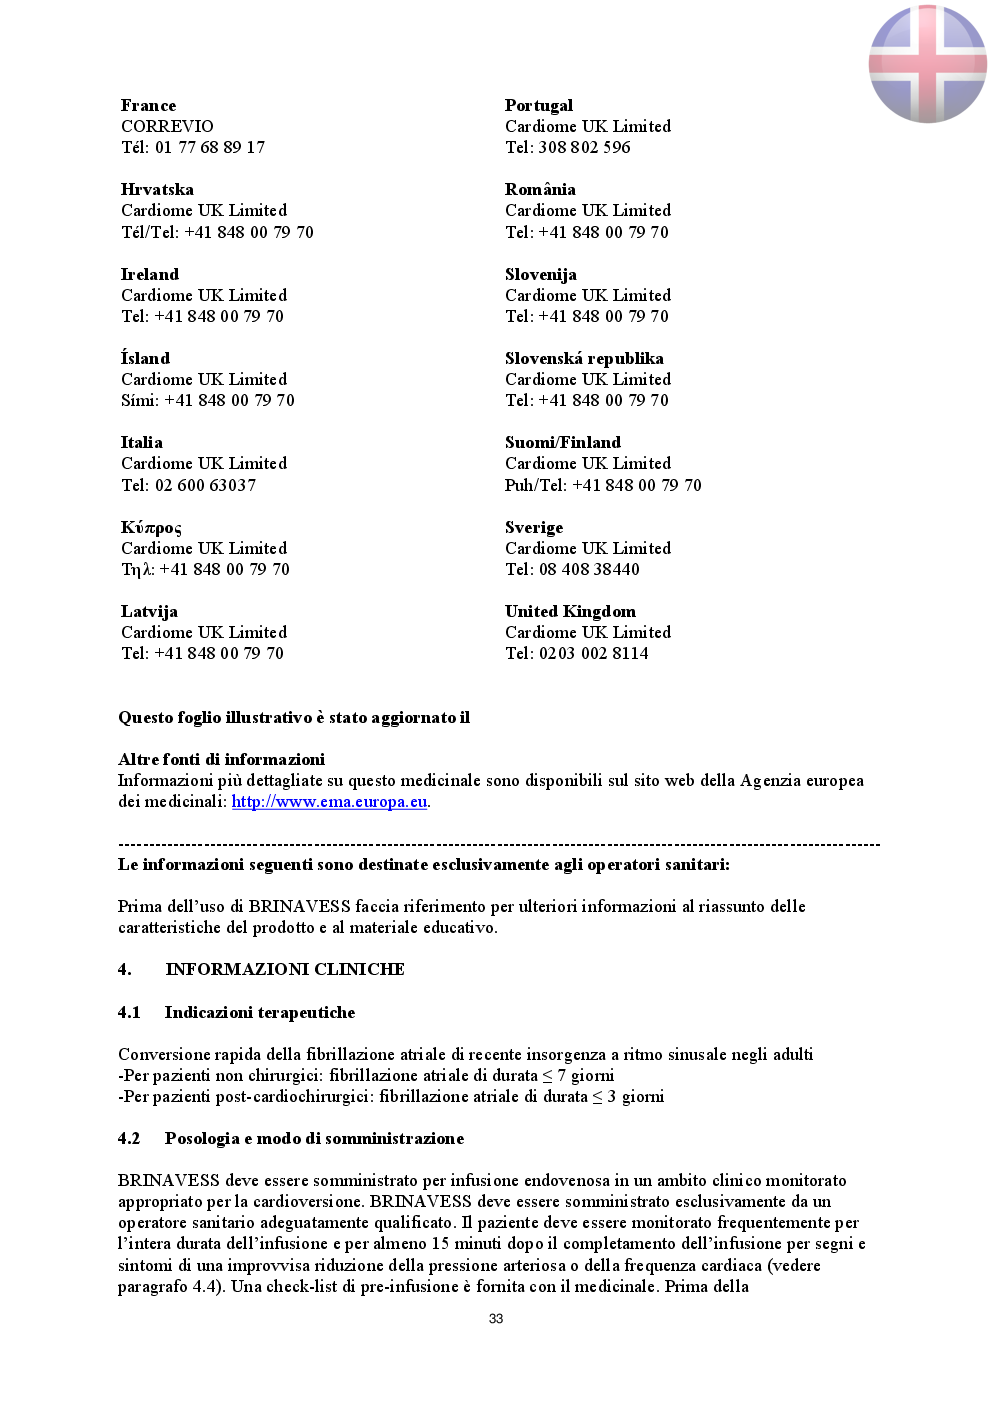 France
CORREVIO
Tél: 01 77 68 89 17
Hrvatska
Cardiome UK Limited
Tél/Tel: +41 848 00 79 70
Ireland
Cardiome UK Limited
Tel: +41 848 00 79 70
Ísland
Cardiome UK Limited
Sími: +41 848 00 79 70
Italia
Cardiome UK Limited
Tel: 02 600 63037
Κύπρος
Cardiome UK Limited
Τηλ: +41 848 00 79 70
Latvija
Cardiome UK Limited
Tel: +41 848 00 79 70
Portugal
Cardiome UK Limited
Tel: 308 802 596
România
Cardiome UK Limited
Tel: +41 848 00 79 70
Slovenija
Cardiome UK Limited
Tel: +41 848 00 79 70
Slovenská republika
Cardiome UK Limited
Tel: +41 848 00 79 70
Suomi/Finland
Cardiome UK Limited
Puh/Tel: +41 848 00 79 70
Sverige
Cardiome UK Limited
Tel: 08 408 38440
United Kingdom
Cardiome UK Limited
Tel: 0203 002 8114
Questo foglio illustrativo è stato aggiornato il
Altre fonti di informazioni
Informazioni più dettagliate su questo medicinale sono disponibili sul sito web della Agenzia europea
dei medicinali: http://www.ema.europa.eu.
---------------------------------------------------------------------------------------------------------------------------
Le informazioni seguenti sono destinate esclusivamente agli operatori sanitari:
Prima dell’uso di BRINAVESS faccia riferimento per ulteriori informazioni al riassunto delle
caratteristiche del prodotto e al materiale educativo.
4. INFORMAZIONI CLINICHE
4.1 Indicazioni terapeutiche
Conversione rapida della fibrillazione atriale di recente insorgenza a ritmo sinusale negli adulti
-Per pazienti non chirurgici: fibrillazione atriale di durata ≤ 7 giorni
-Per pazienti post-cardiochirurgici: fibrillazione atriale di durata ≤ 3 giorni
4.2 Posologia e modo di somministrazione
BRINAVESS deve essere somministrato per infusione endovenosa in un ambito clinico monitorato
appropriato per la cardioversione. BRINAVESS deve essere somministrato esclusivamente da un
operatore sanitario adeguatamente qualificato. Il paziente deve essere monitorato frequentemente per
l’intera durata dell’infusione e per almeno 15 minuti dopo il completamento dell’infusione per segni e
sintomi di una improvvisa riduzione della pressione arteriosa o della frequenza cardiaca (vedere
paragrafo 4.4). Una check-list di pre-infusione è fornita con il medicinale. Prima della
33